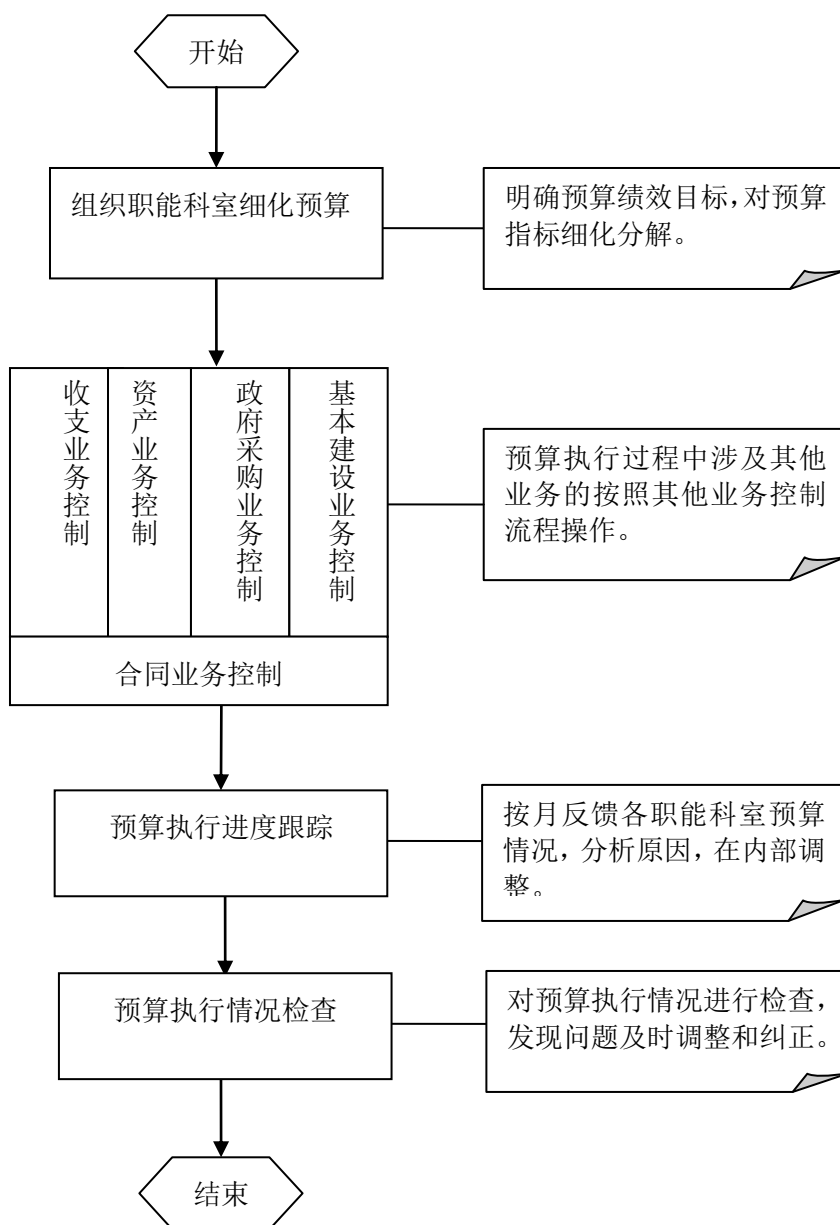 开始
组织职能科室细化预算
明确预算绩效目标，对预算
指标细化分解。
收支业务控制
资产业务控制
政府采购业务控制
基本建设业务控制
预算执行过程中涉及其他
业务的按照其他业务控制
流程操作。
合同业务控制
预算执行进度跟踪
按月反馈各职能科室预算
情况，分析原因，在内部调
整。
预算执行情况检查
对预算执行情况进行检查，
发现问题及时调整和纠正。
结束